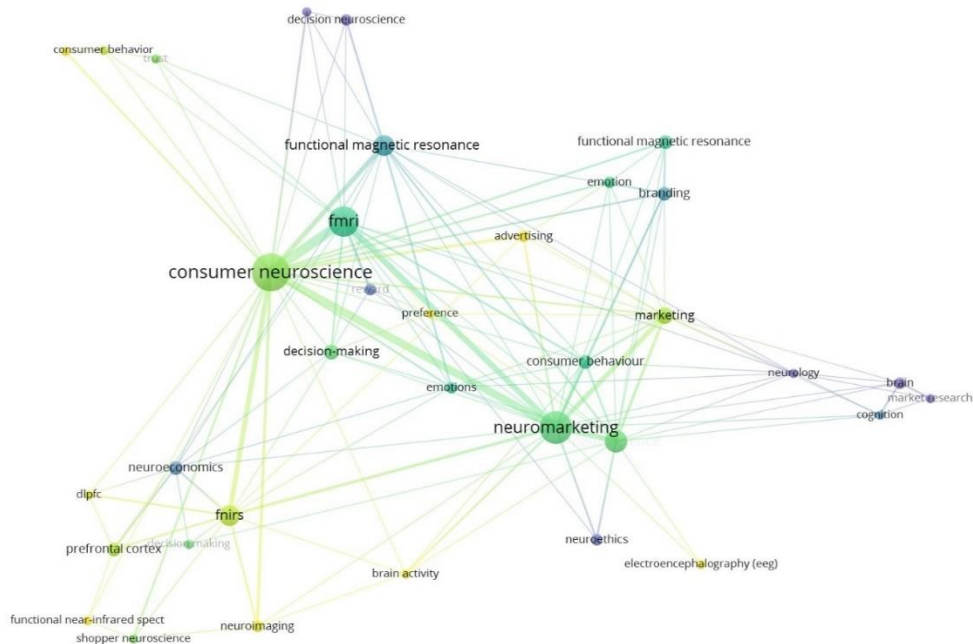 decision neuroscience
consumer behavior
trust
functional magnetic resonance
functional magnetic resonance
emotion
branding
fmri
advertising
consumer neuroscience
reward
preference
marketing
decision-making
consumer behaviour
neurology
emotions
brain
market research
cognition
neuromarketing
neuroeconomics
dlpfc
fnirs
neuroethics
decision making
prefrontal cortex
electroencephalography (eeg)
brain activity
functional near-infrared spect
neuroimaging
shopper neuroscience